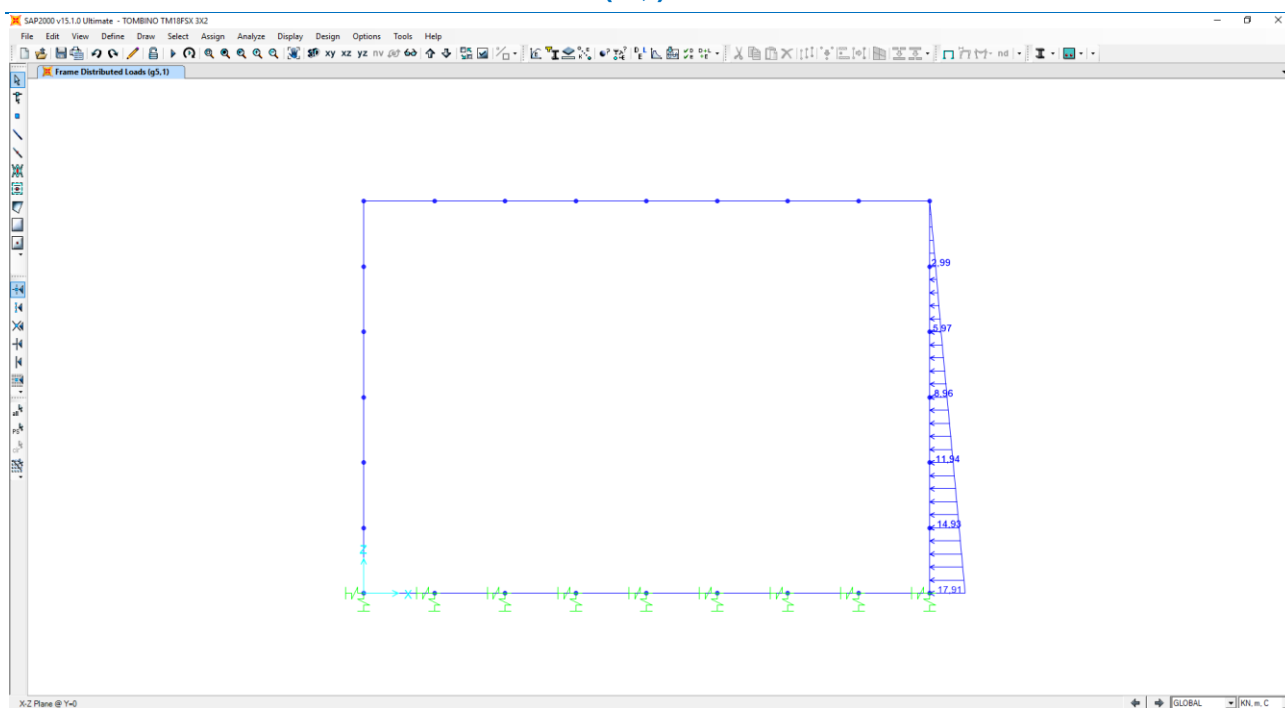 SAP2000 v15.1.0 Ultimate - TOMBINO TM18FSX 3X2
File Edit View Define Draw Select Assign Analyze Display Design Options Tools Help
xy xz yz nv nd
Frame Distributed Loads (g5,1)
2,99
5,97
8,96
11,94
14,93
Z
X
17,91
X-Z Plane @ Y=0
GLOBAL
KN, m, C